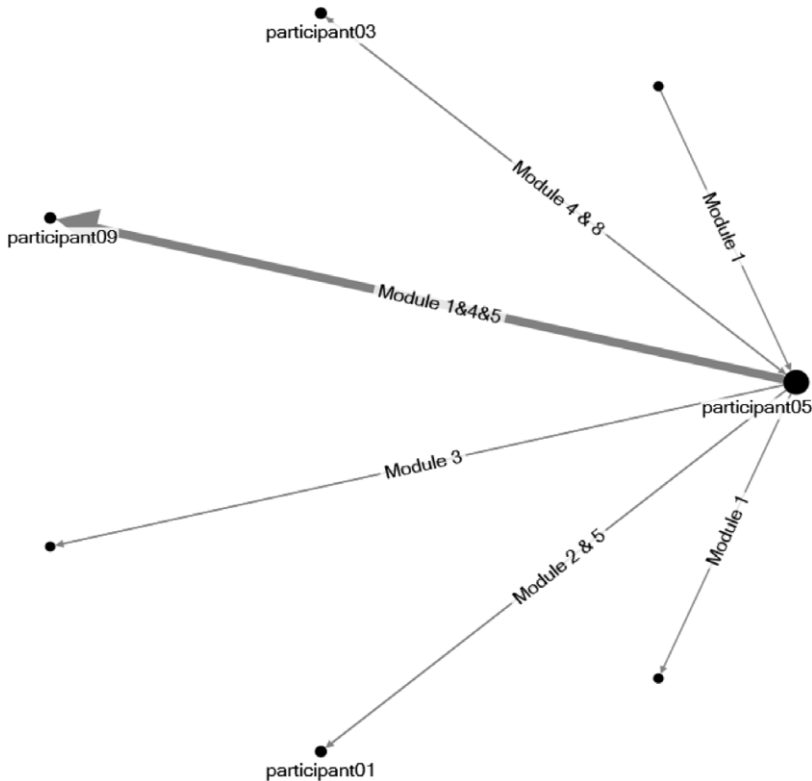 participant03
Module 4 & 8
Module 1
participant09
Module 1&4&5
participant05
Module 3
Module 2 & 5
Module 1
participant01